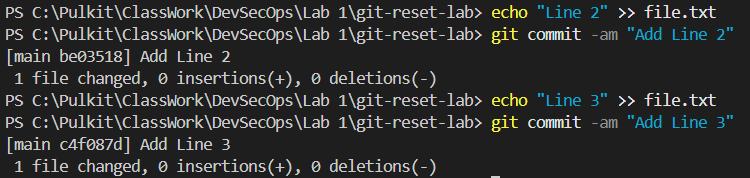 PS C:\Pulkit\ClassWork\DevSecOps\Lab 1\git-reset-lab> echo "Line 2" >> file.txt
PS C:\Pulkit\ClassWork\DevSecOps\Lab 1\git-reset-lab> git commit -am "Add Line 2"
[main be03518] Add Line 2
 1 file changed, 0 insertions(+), 0 deletions(-)
PS C:\Pulkit\ClassWork\DevSecOps\Lab 1\git-reset-lab> echo "Line 3" >> file.txt
PS C:\Pulkit\ClassWork\DevSecOps\Lab 1\git-reset-lab> git commit -am "Add Line 3"
[main c4f087d] Add Line 3
 1 file changed, 0 insertions(+), 0 deletions(-)